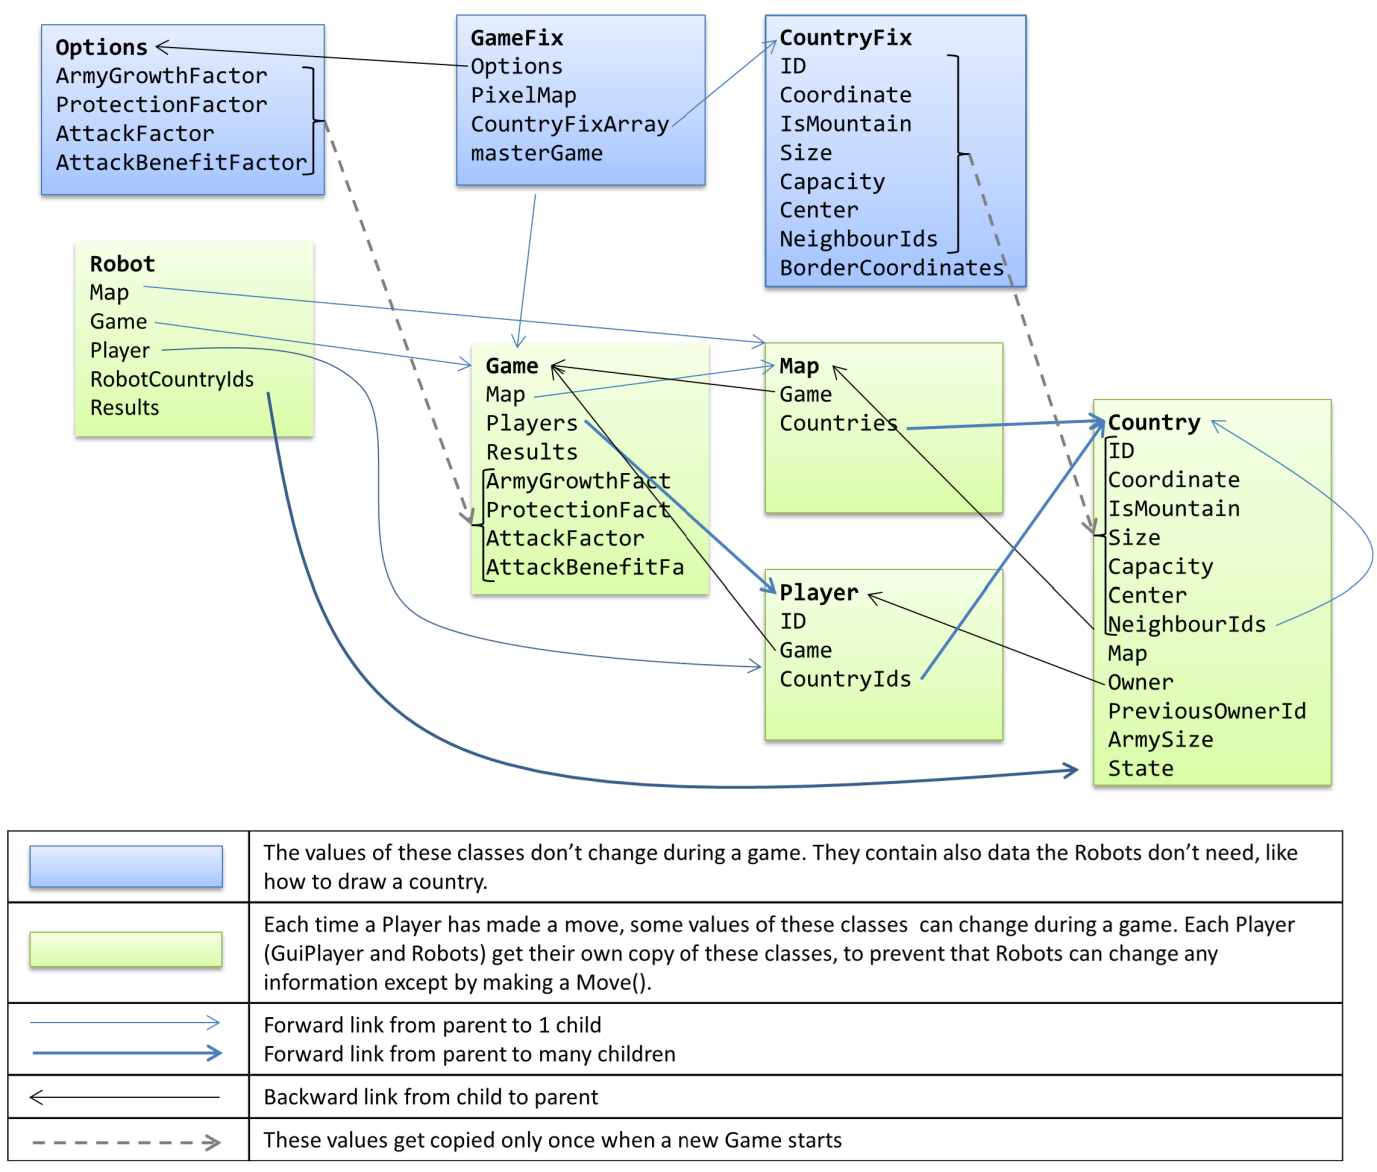 Options
ArmyGrowthFactor
ProtectionFactor
AttackFactor
AttackBenefitFactor
GameFix
Options
PixelMap
CountryFixArray
masterGame
CountryFix
ID
Coordinate
IsMountain
Size
Capacity
Center
NeighbourIds
BorderCoordinates
Robot
Map
Game
Player
RobotCountryIds
Results
Game
Map
Players
Results
ArmyGrowthFact
ProtectionFact
AttackFactor
AttackBenefitFa
Map
Game
Countries
Player
ID
Game
CountryIds
Country
ID
Coordinate
IsMountain
Size
Capacity
Center
NeighbourIds
Map
Owner
PreviousOwnerId
ArmySize
State
The values of these classes don’t change during a game. They contain also data the Robots don’t need, like
how to draw a country.
Each time a Player has made a move, some values of these classes can change during a game. Each Player
(GuiPlayer and Robots) get their own copy of these classes, to prevent that Robots can change any
information except by making a Move().
Forward link from parent to 1 child
Forward link from parent to many children
Backward link from child to parent
These values get copied only once when a new Game starts